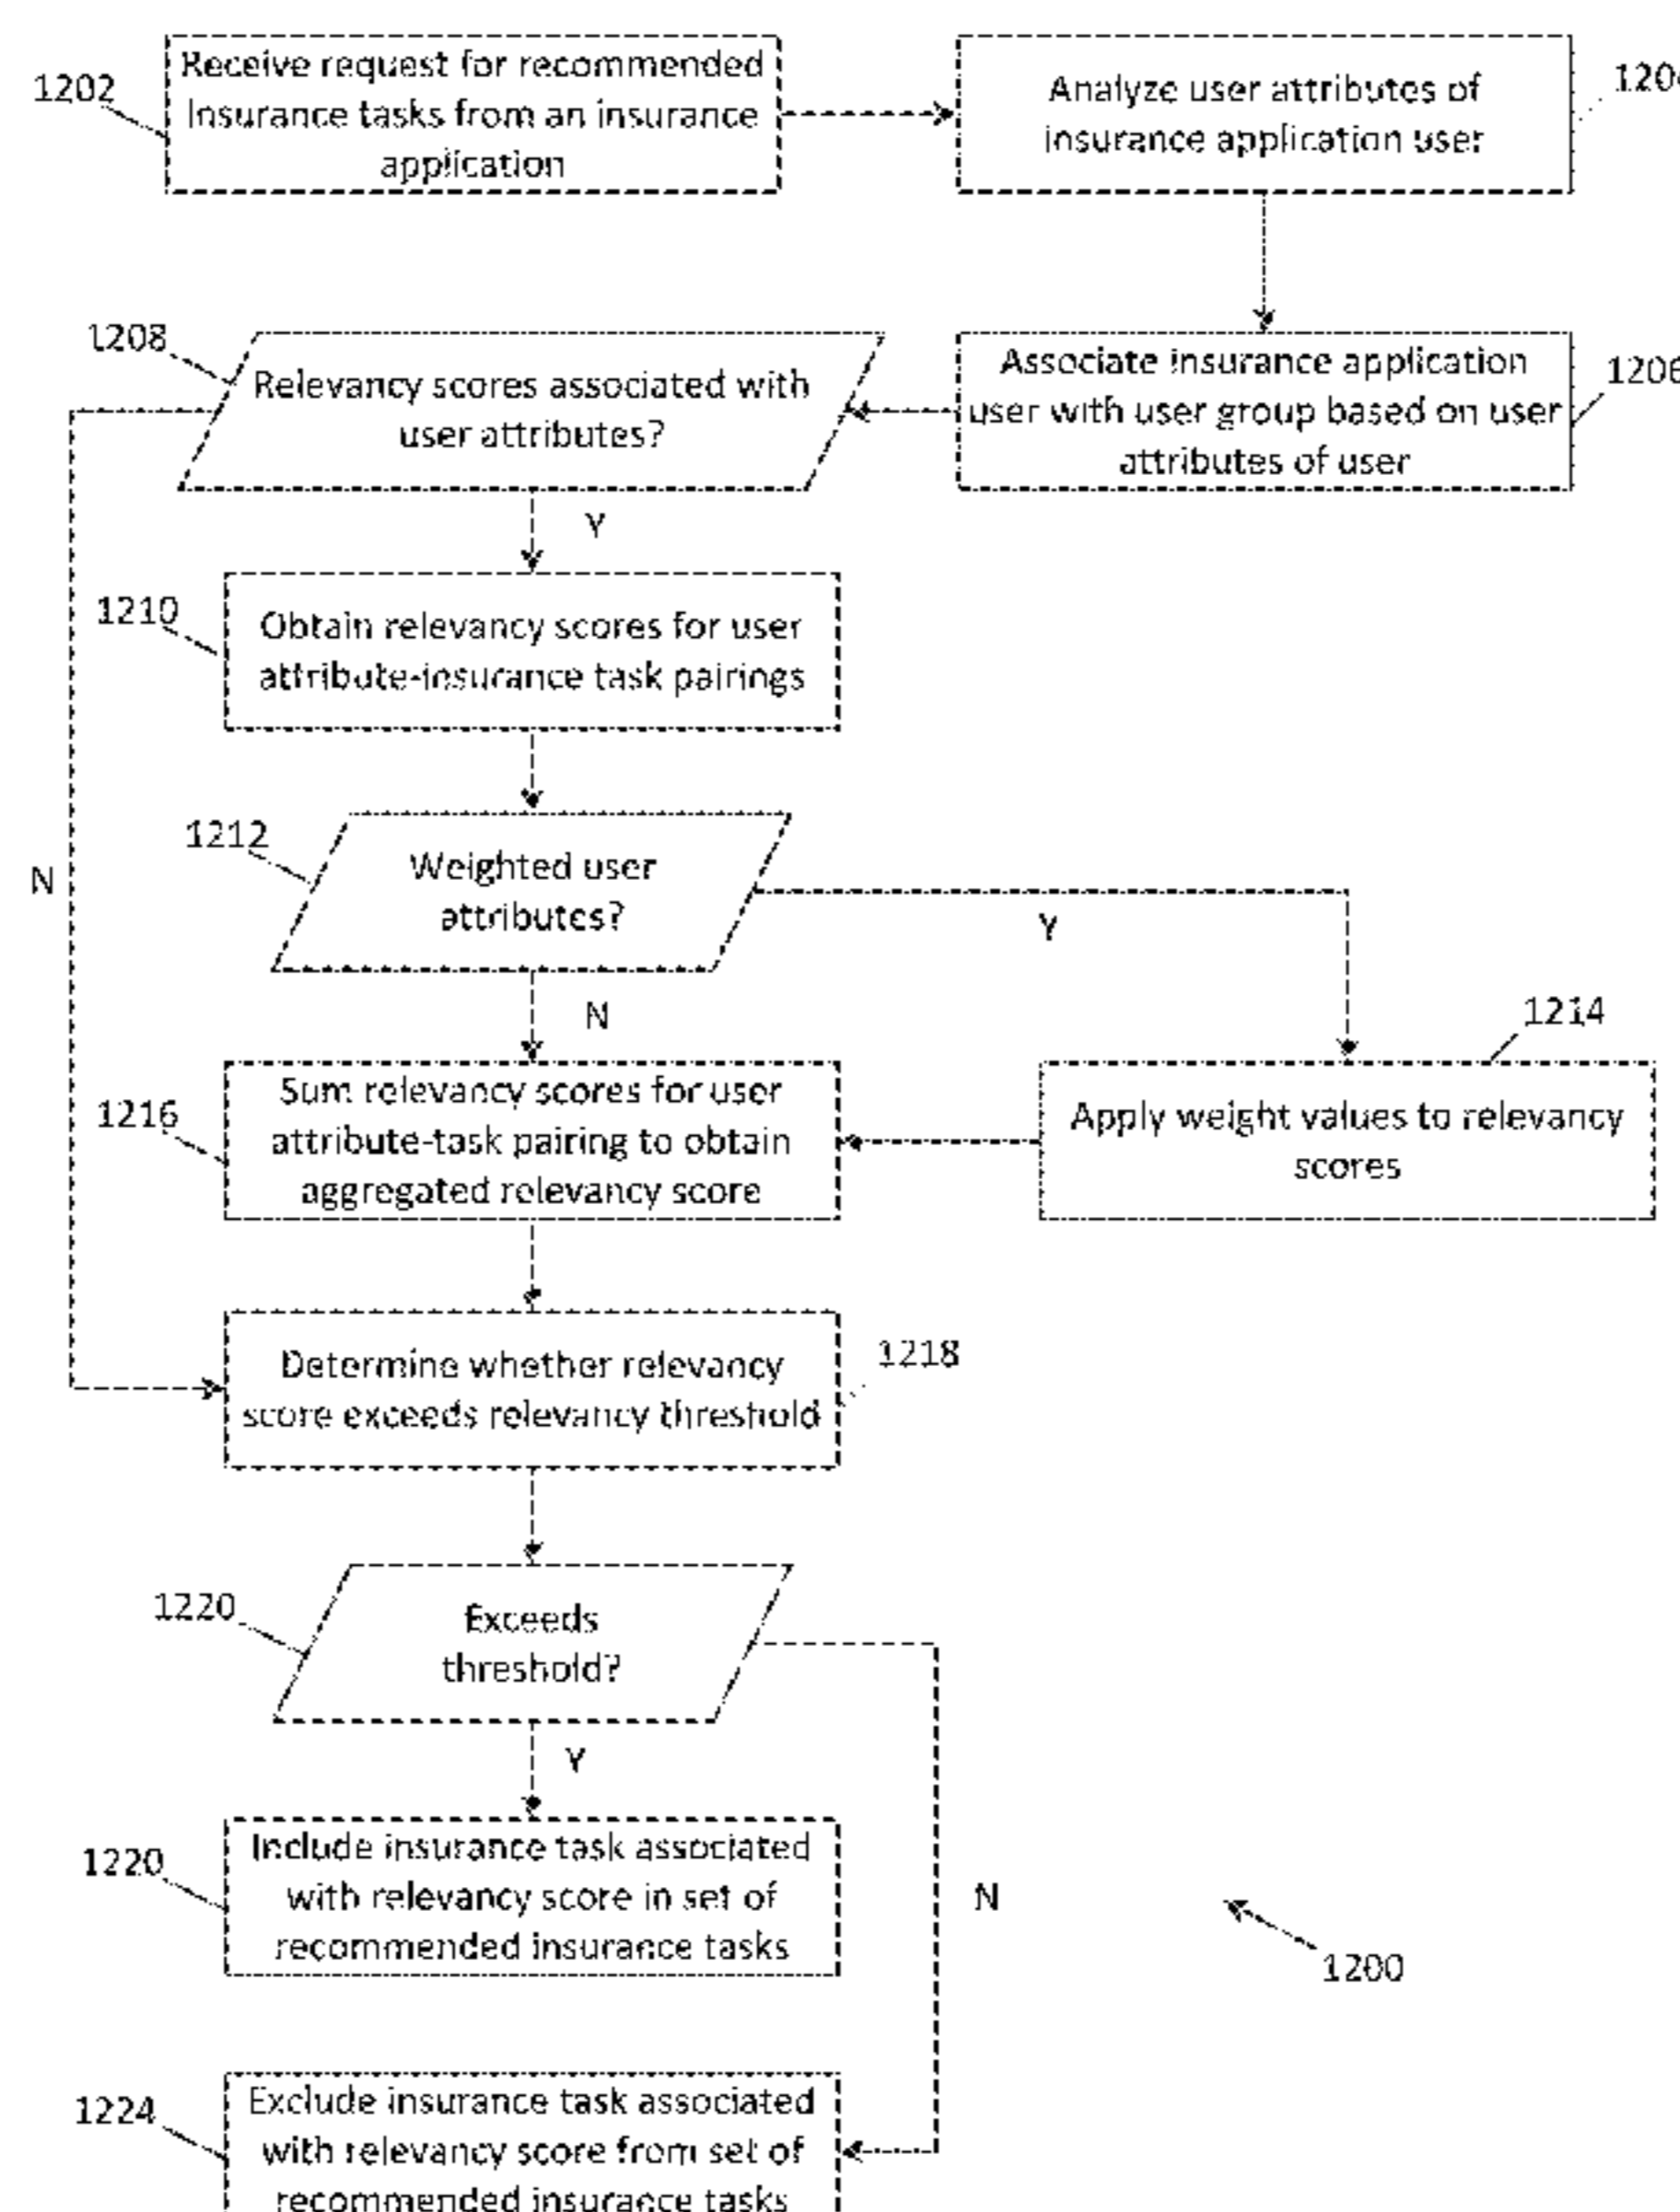 1202
Receive request for recommended
Insurance tasks from an insurance
application
Analyze user attributes of
insurance application user
1208
Relevancy scores associated with
user attributes?
Associate insurance application
user with user group based on user
attributes of user
1206
Y
1210
Obtain relevancy scores for user
attribute-insurance task pairings
N
1212
Weighted user
attributes?
Y
N
1214
1216
Sum relevancy scores for user
attribute-task pairing to obtain
aggregated relevancy score
Apply weight values to relevancy
scores
Determine whether relevancy
score exceeds relevancy threshold
1218
1220
Exceeds
threshold?
Y
1220
Include insurance task associated
with relevancy score in set of
recommended insurance tasks
N
1200
1224
Exclude insurance task associated
with relevancy score from set of
recommended insurance tasks